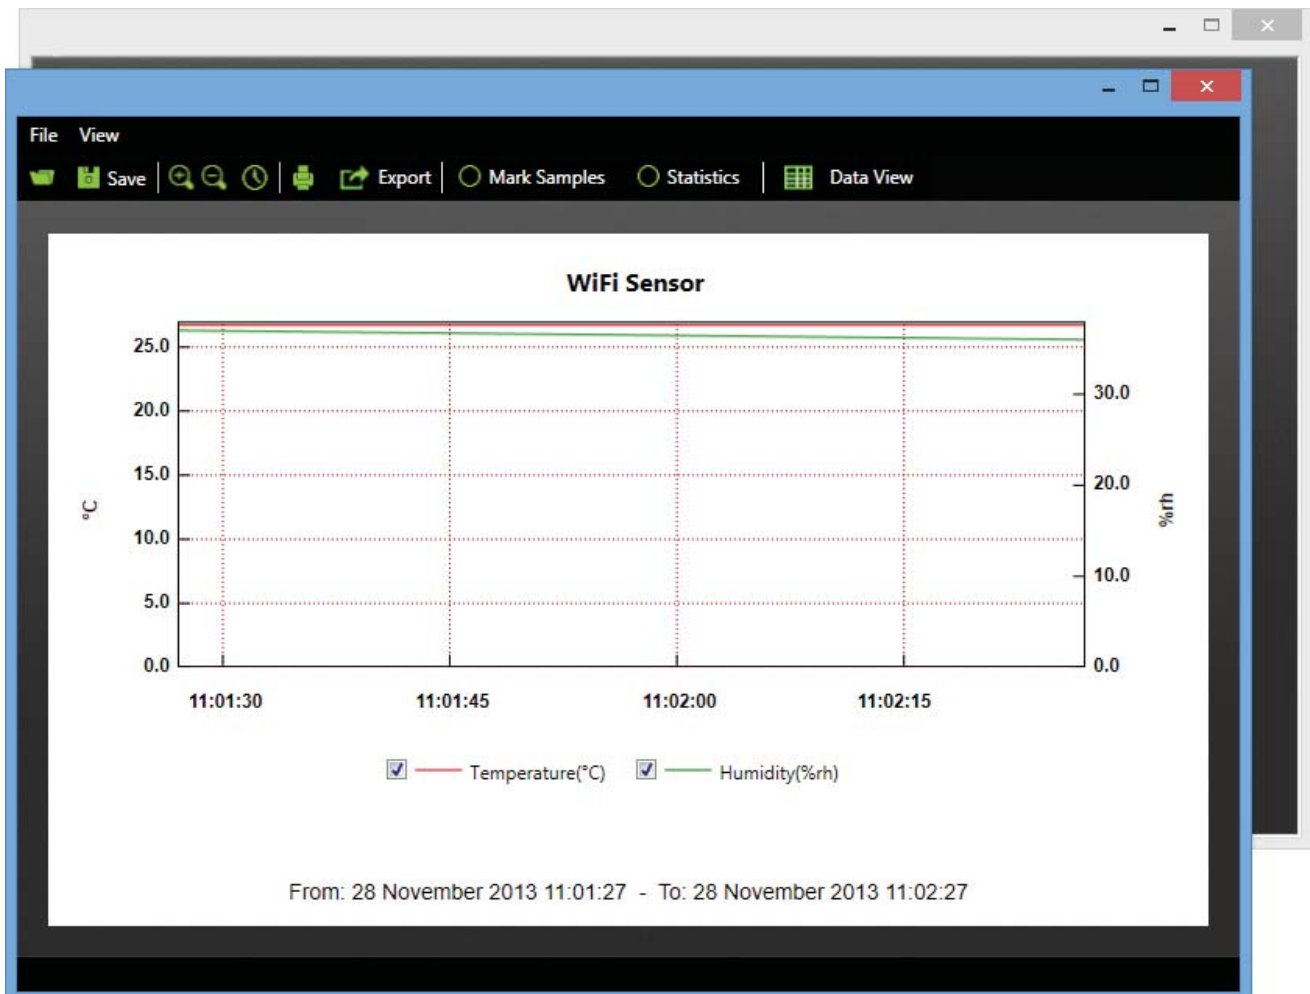 File View
Save Export Mark Samples Statistics Data View
WiFi Sensor
25.0
30.0
20.0
15.0
20.0
°C
%rh
10.0
10.0
5.0
0.0
0.0
11:01:30 11:01:45 11:02:00 11:02:15
Temperature(°C) Humidity(%rh)
From: 28 November 2013 11:01:27 - To: 28 November 2013 11:02:27